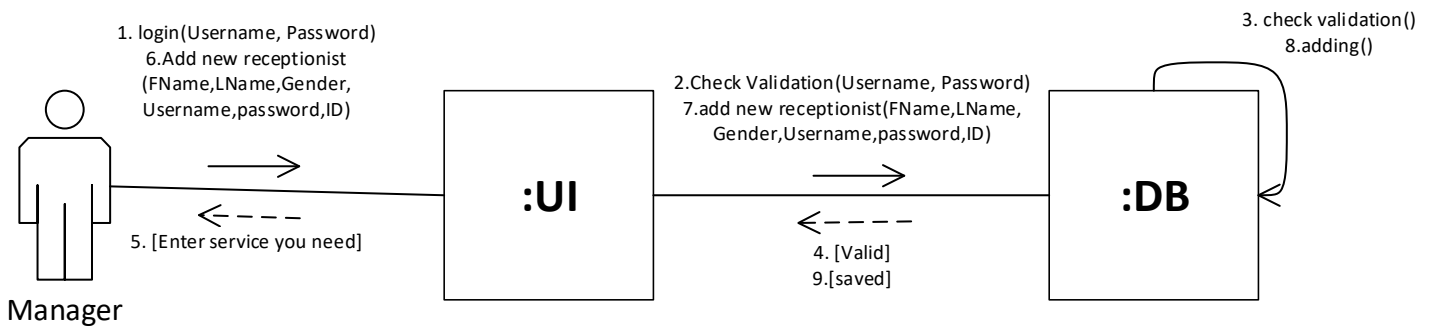 1. login(Username, Password)
6.Add new receptionist
(FName,LName,Gender,
Username,password,ID)
2.Check Validation(Username, Password)
7.add new receptionist(FName,LName,
Gender,Username,password,ID)
3. check validation()
8.adding()
:UI
:DB
5. [Enter service you need]
4. [Valid]
9.[saved]
Manager